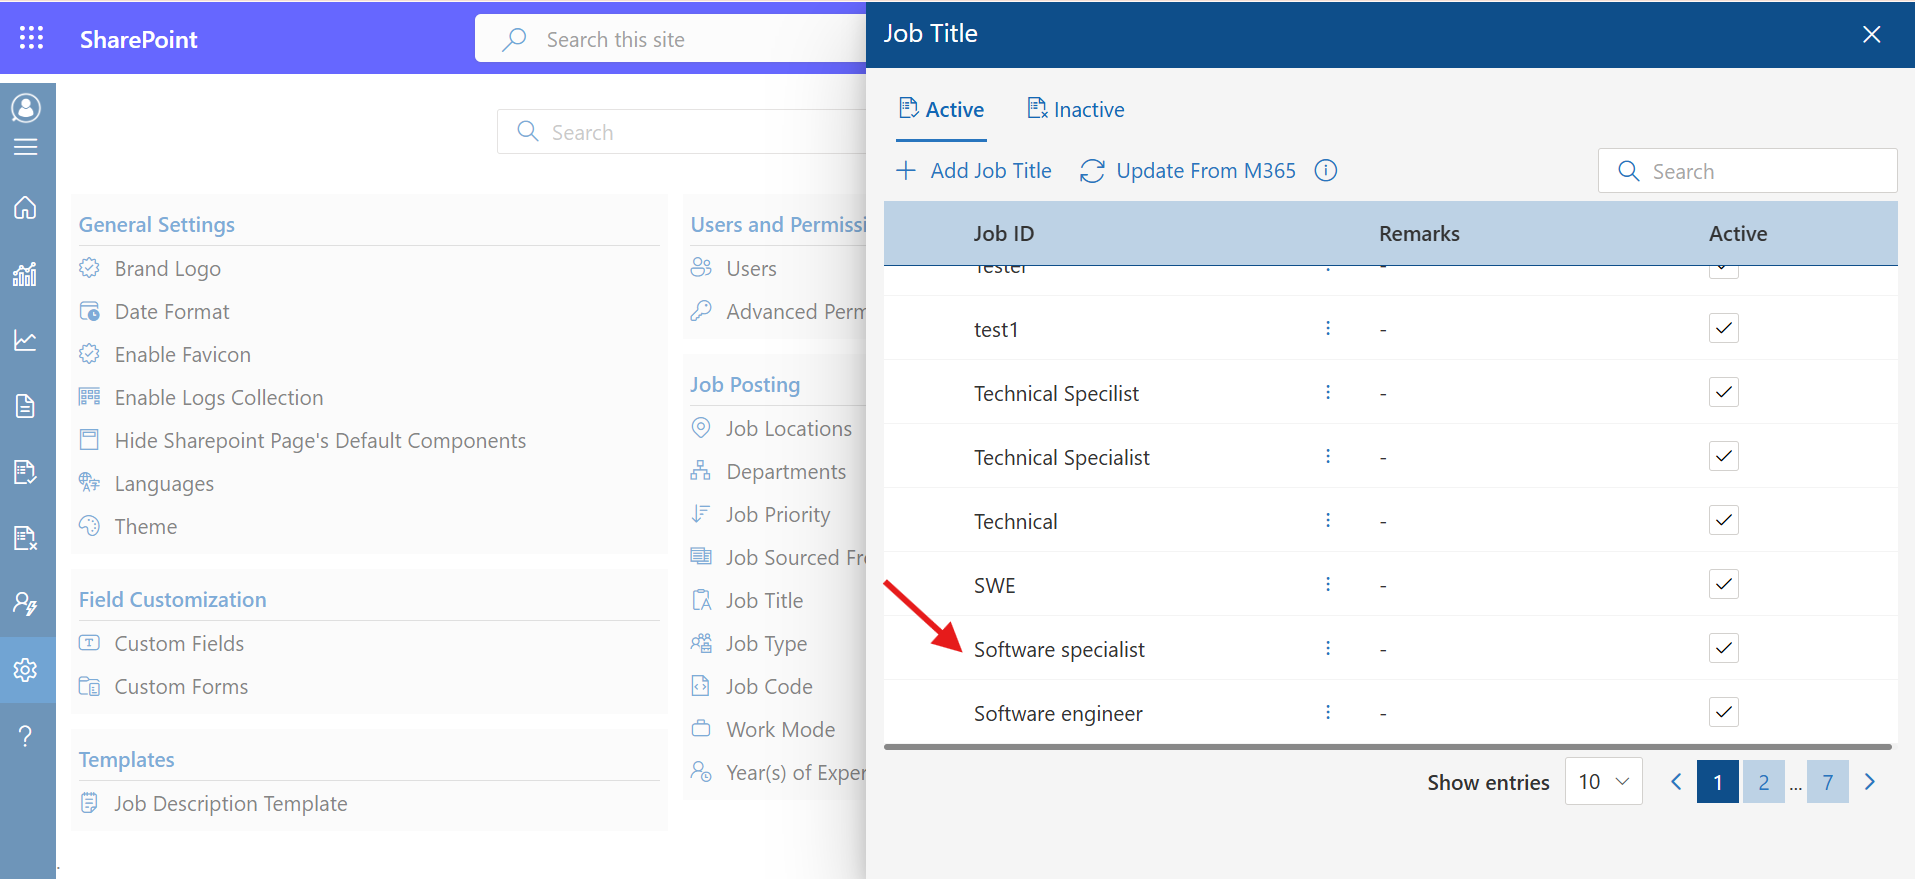 SharePoint
Search this site
Search
General Settings
Brand Logo
Date Format
Enable Favicon
Enable Logs Collection
Hide Sharepoint Page's Default Components
Languages
Theme
Field Customization
Custom Fields
Custom Forms
Templates
Job Description Template
Users and Permissi
Users
Advanced Perm
Job Posting
Job Locations
Departments
Job Priority
Job Sourced Fr
Job Title
Job Type
Job Code
Work Mode
Year(s) of Exper
Job Title
Active Inactive
Add Job Title Update From M365 Search
Job ID Remarks Active
Tester -
test1 -
Technical Specilist -
Technical Specialist -
Technical -
SWE -
Software specialist -
Software engineer -
Show entries 10 1 2 ... 7